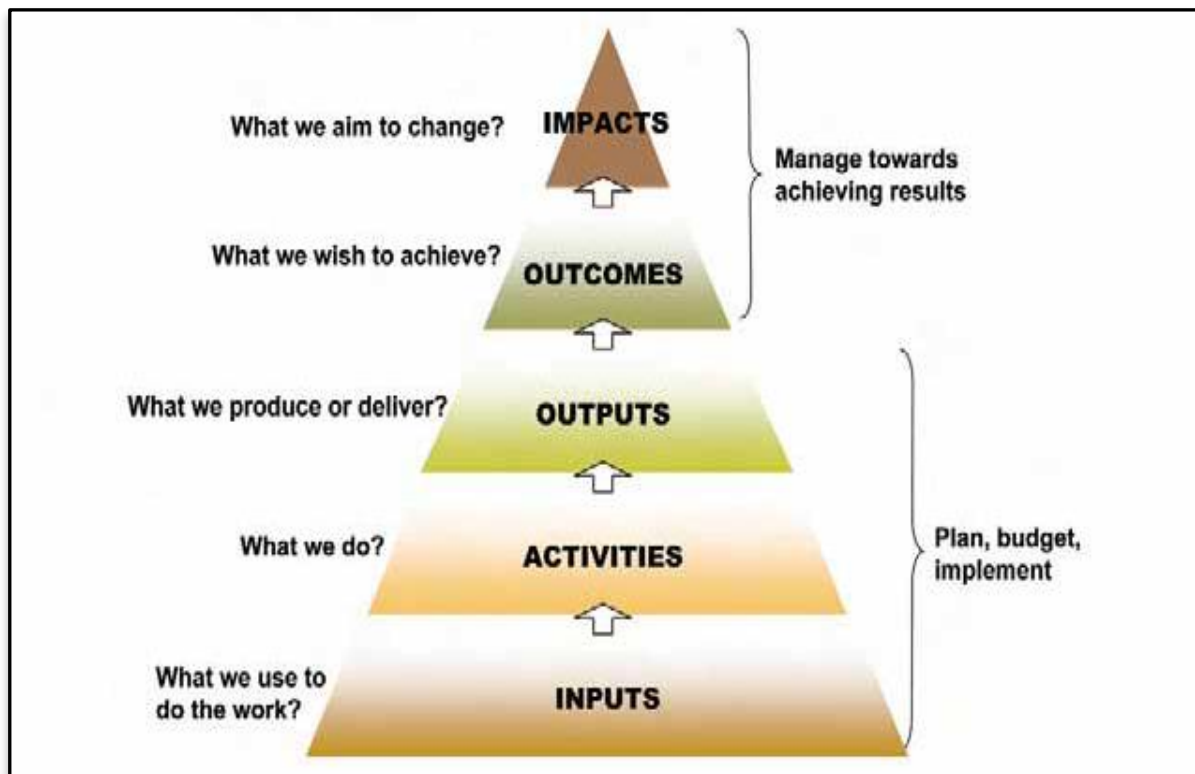 What we aim to change?
IMPACTS
Manage towards
achieving results
What we wish to achieve?
OUTCOMES
What we produce or deliver?
OUTPUTS
What we do?
ACTIVITIES
Plan, budget,
implement
What we use to
do the work?
INPUTS